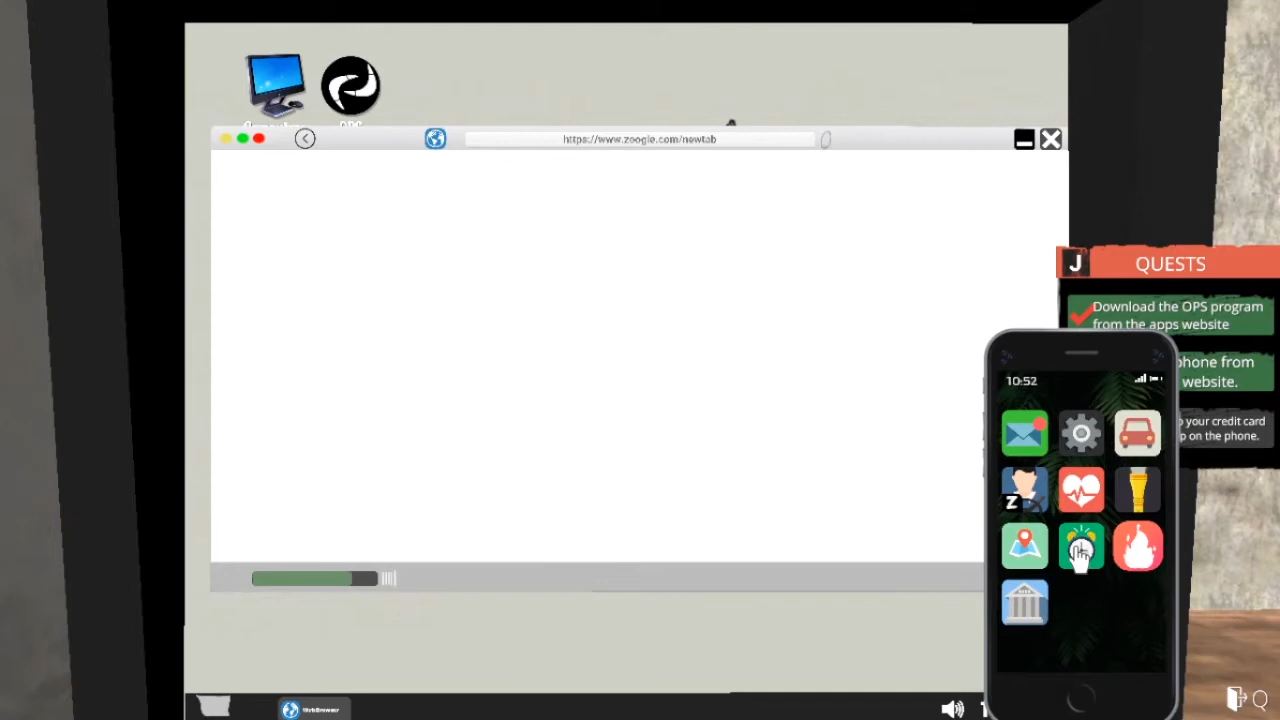 https://www.zoogle.com/newtab
J QUESTS
Download the OPS program
from the apps website
phone from
website.
10:52
your credit card
on the phone.
Z
WebBrowser
Q